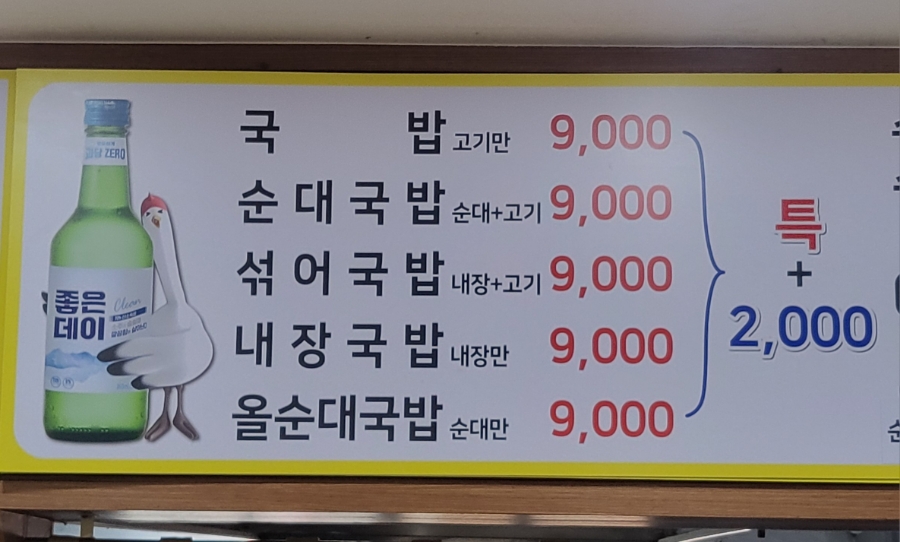 국 밥 고기만 9,000
순대국밥 순대+고기 9,000
섞어국밥 내장+고기 9,000
내장국밥 내장만 9,000
올순대국밥 순대만 9,000
특
+
2,000
ZERO
좋은
데이
Clean